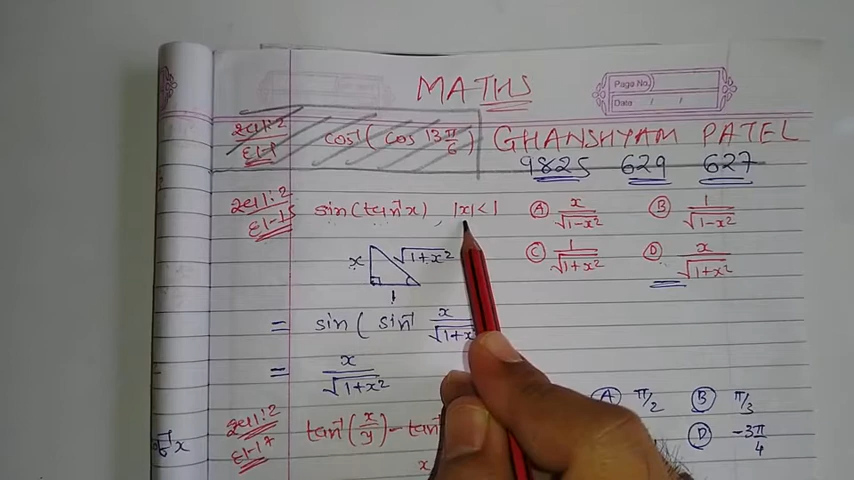 MATHS
Page No.
Date / /
cos⁻¹(cos 13π/6)
GHANSHYAM PATEL
9825 629 627
sin(tan⁻¹x), |x|<1
Ⓐ x/√1-x² Ⓑ 1/√1-x²
Ⓒ 1/√1+x² Ⓓ x/√1+x²
x √1+x²
1
= sin( sin⁻¹ x/√1+x
= x/√1+x²
Ⓐ π/2 Ⓑ π/3
tan⁻¹(x/y) - tan⁻¹
Ⓓ -3π/4
x